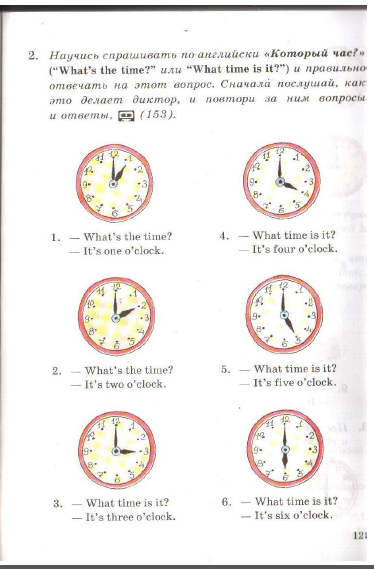 2. Научись спрашивать по-английски «Который час?»
("What's the time?" или "What time is it?") и правильно
отвечать на этот вопрос. Сначала послушай, как
это делает диктор, и повтори за ним вопросы
и ответы. (153).
1. — What's the time?
— It's one o'clock.
2. — What's the time?
— It's two o'clock.
3. — What time is it?
— It's three o'clock.
4. — What time is it?
— It's four o'clock.
5. — What time is it?
— It's five o'clock.
6. — What time is it?
— It's six o'clock.